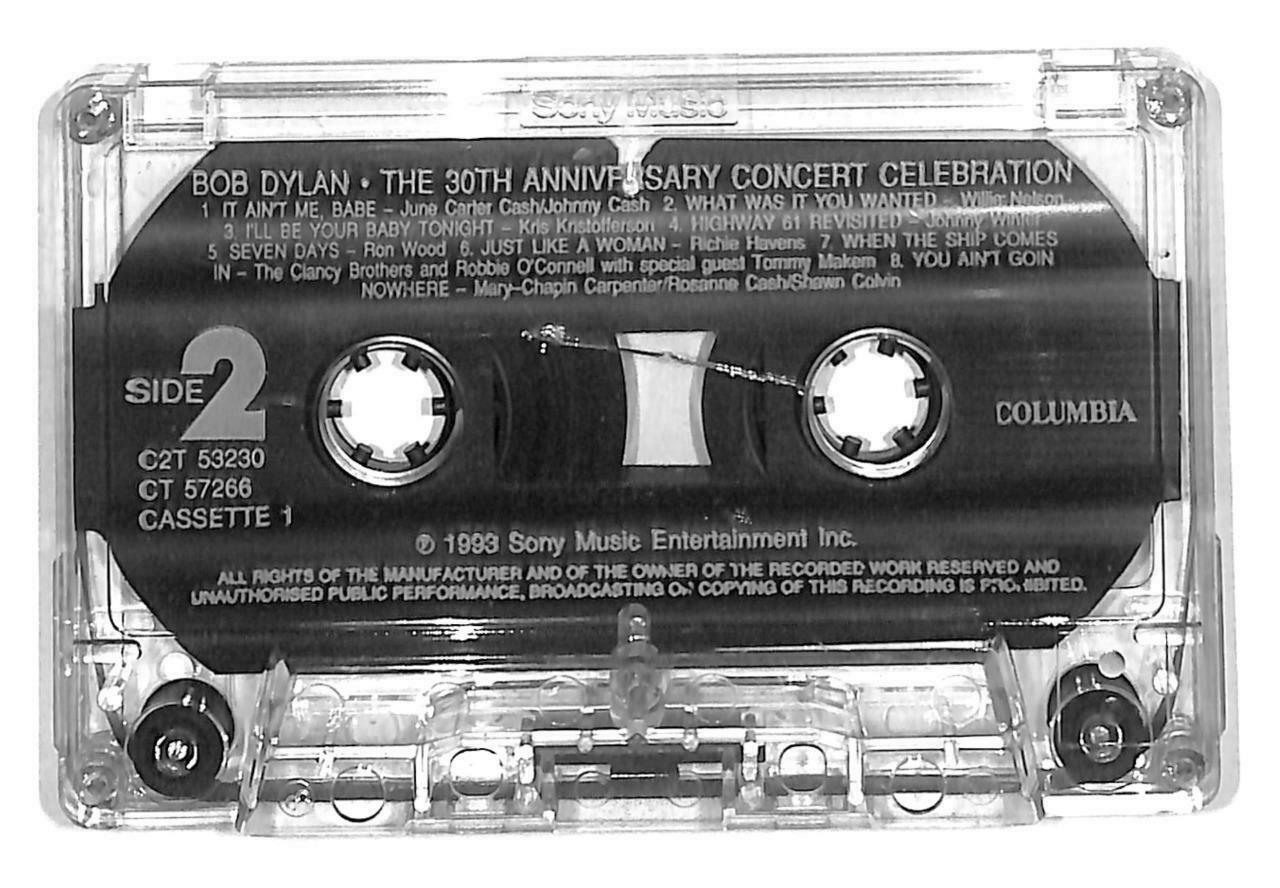 Sony Music
BOB DYLAN • THE 30TH ANNIVERSARY CONCERT CELEBRATION
1 IT AIN'T ME, BABE – June Carter Cash/Johnny Cash 2. WHAT WAS IT YOU WANTED – Willie Nelson
3. I'LL BE YOUR BABY TONIGHT – Kris Kristofferson 4. HIGHWAY 61 REVISITED – Johnny Winter
5 SEVEN DAYS – Ron Wood 6. JUST LIKE A WOMAN – Richie Havens 7. WHEN THE SHIP COMES
IN – The Clancy Brothers and Robbie O'Connell with special guest Tommy Makem 8. YOU AIN'T GOIN
NOWHERE – Mary-Chapin Carpenter/Rosanne Cash/Shawn Colvin
SIDE 2
COLUMBIA
C2T 53230
CT 57266
CASSETTE 1
℗ 1993 Sony Music Entertainment Inc.
ALL RIGHTS OF THE MANUFACTURER AND OF THE OWNER OF THE RECORDED WORK RESERVED AND
UNAUTHORISED PUBLIC PERFORMANCE, BROADCASTING OR COPYING OF THIS RECORDING IS PROHIBITED.